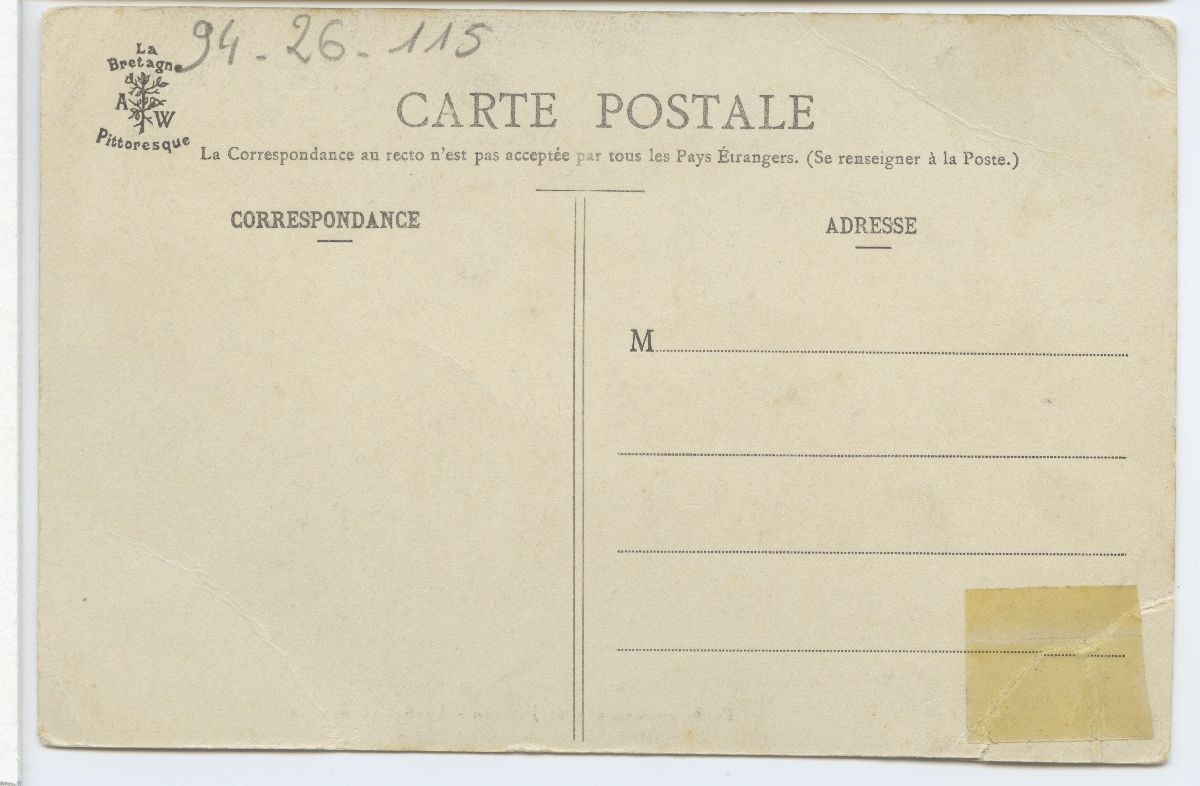 94-26-115
La
Bretagne
A W
Pittoresque
CARTE POSTALE
La Correspondance au recto n'est pas acceptée par tous les Pays Étrangers. (Se renseigner à la Poste.)
CORRESPONDANCE
ADRESSE
M